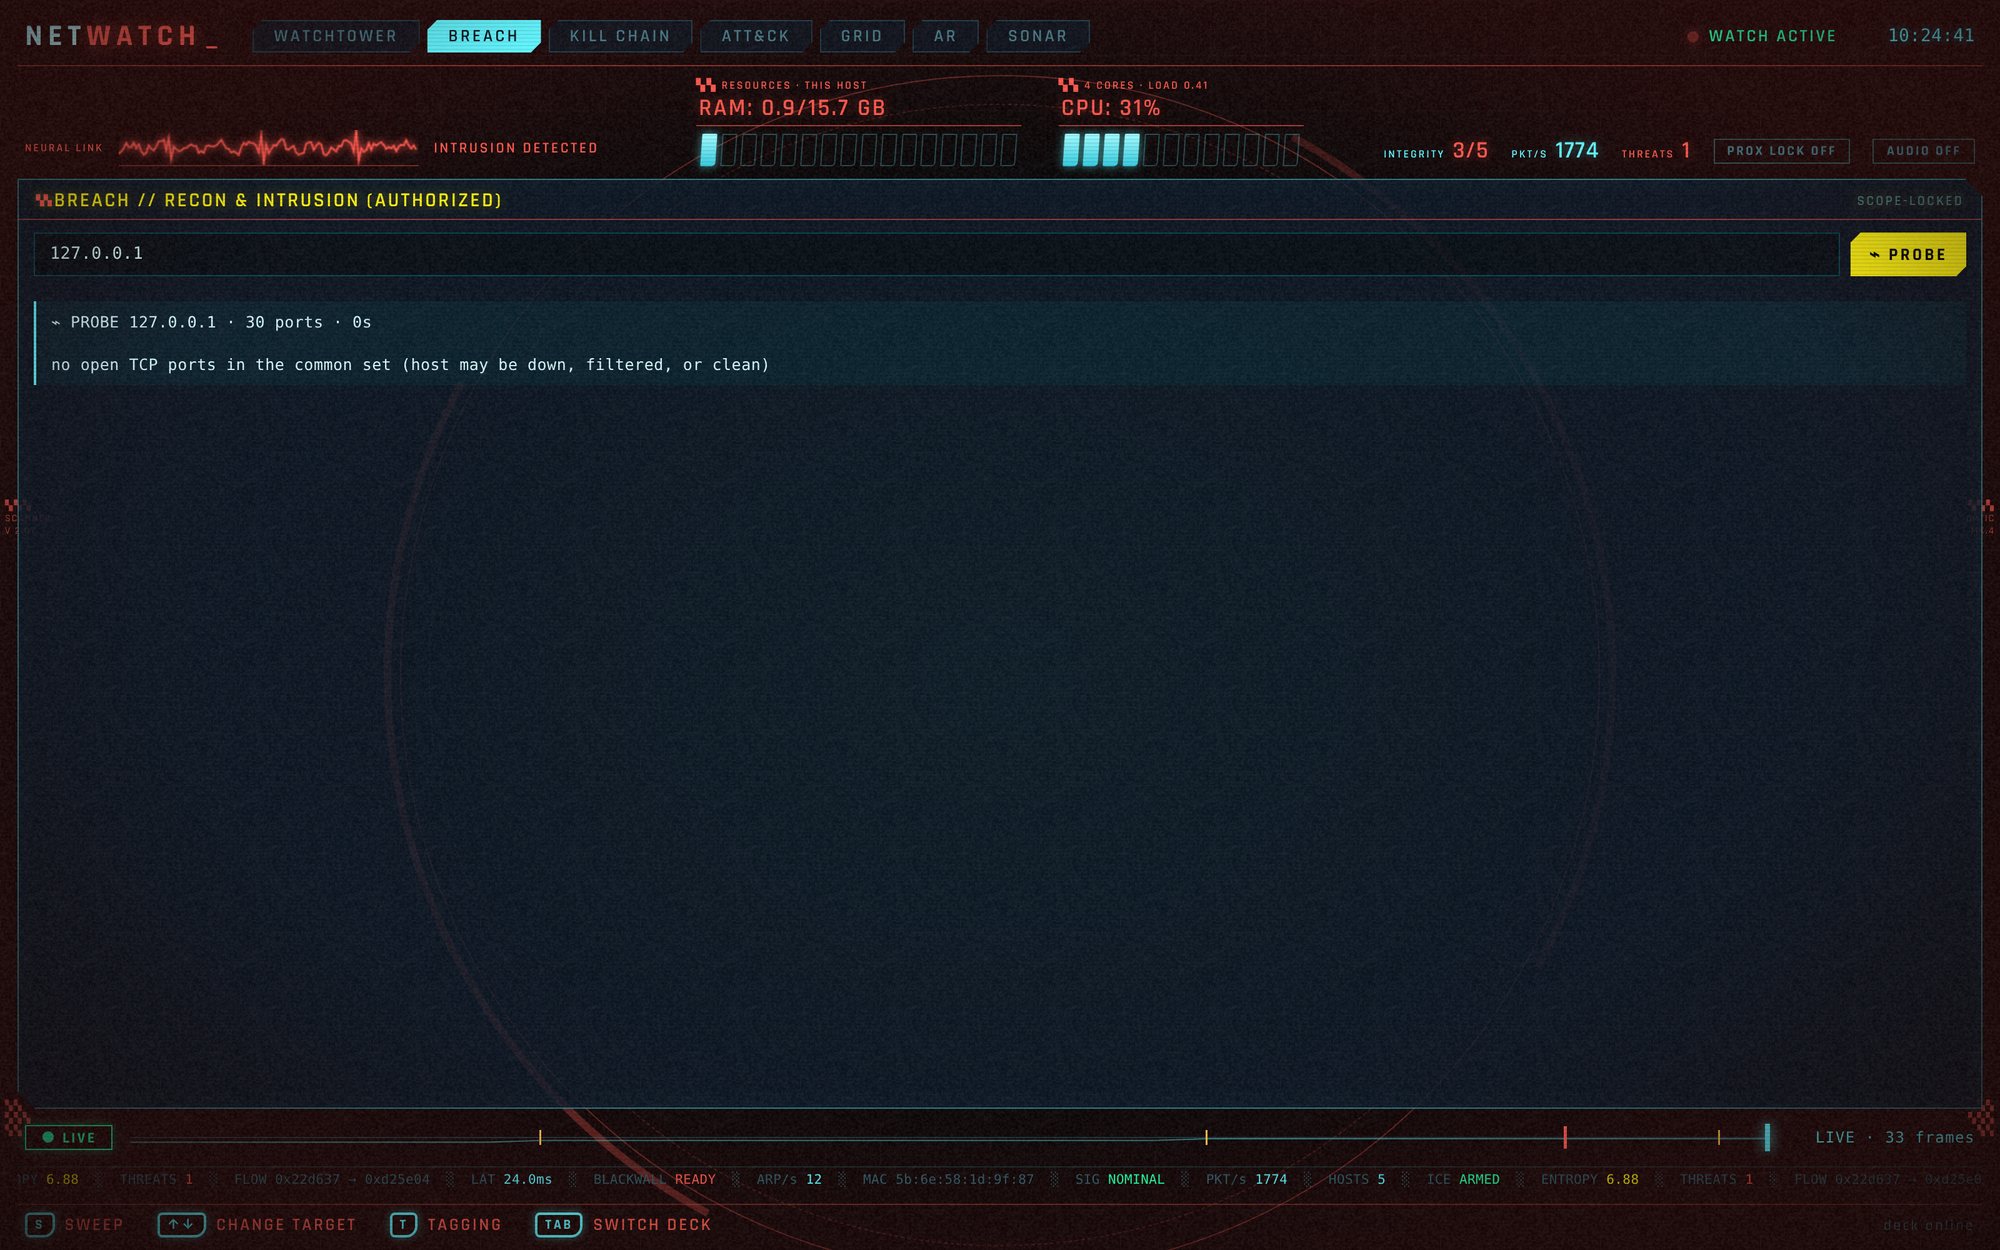 NETWATCH_
WATCHTOWER
BREACH
KILL CHAIN
ATT&CK
GRID
AR
SONAR
WATCH ACTIVE
10:24:41
RESOURCES · THIS HOST
RAM: 0.9/15.7 GB
4 CORES · LOAD 0.41
CPU: 31%
NEURAL LINK
INTRUSION DETECTED
INTEGRITY 3/5
PKT/S 1774
THREATS 1
PROX LOCK OFF
AUDIO OFF
BREACH // RECON & INTRUSION (AUTHORIZED)
SCOPE-LOCKED
127.0.0.1
⌁ PROBE
⌁ PROBE 127.0.0.1 · 30 ports · 0s
no open TCP ports in the common set (host may be down, filtered, or clean)
LIVE
LIVE · 33 frames
PY 6.88 ░ THREATS 1 ░ FLOW 0x22d637 → 0xd25e04 ░ LAT 24.0ms ░ BLACKWALL READY ░ ARP/s 12 ░ MAC 5b:6e:58:1d:9f:87 ░ SIG NOMINAL ░ PKT/s 1774 ░ HOSTS 5 ░ ICE ARMED ░ ENTROPY 6.88 ░ THREATS 1 ░ FLOW 0x22d637 → 0xd25e0
S SWEEP
↑↓ CHANGE TARGET
T TAGGING
TAB SWITCH DECK
deck online